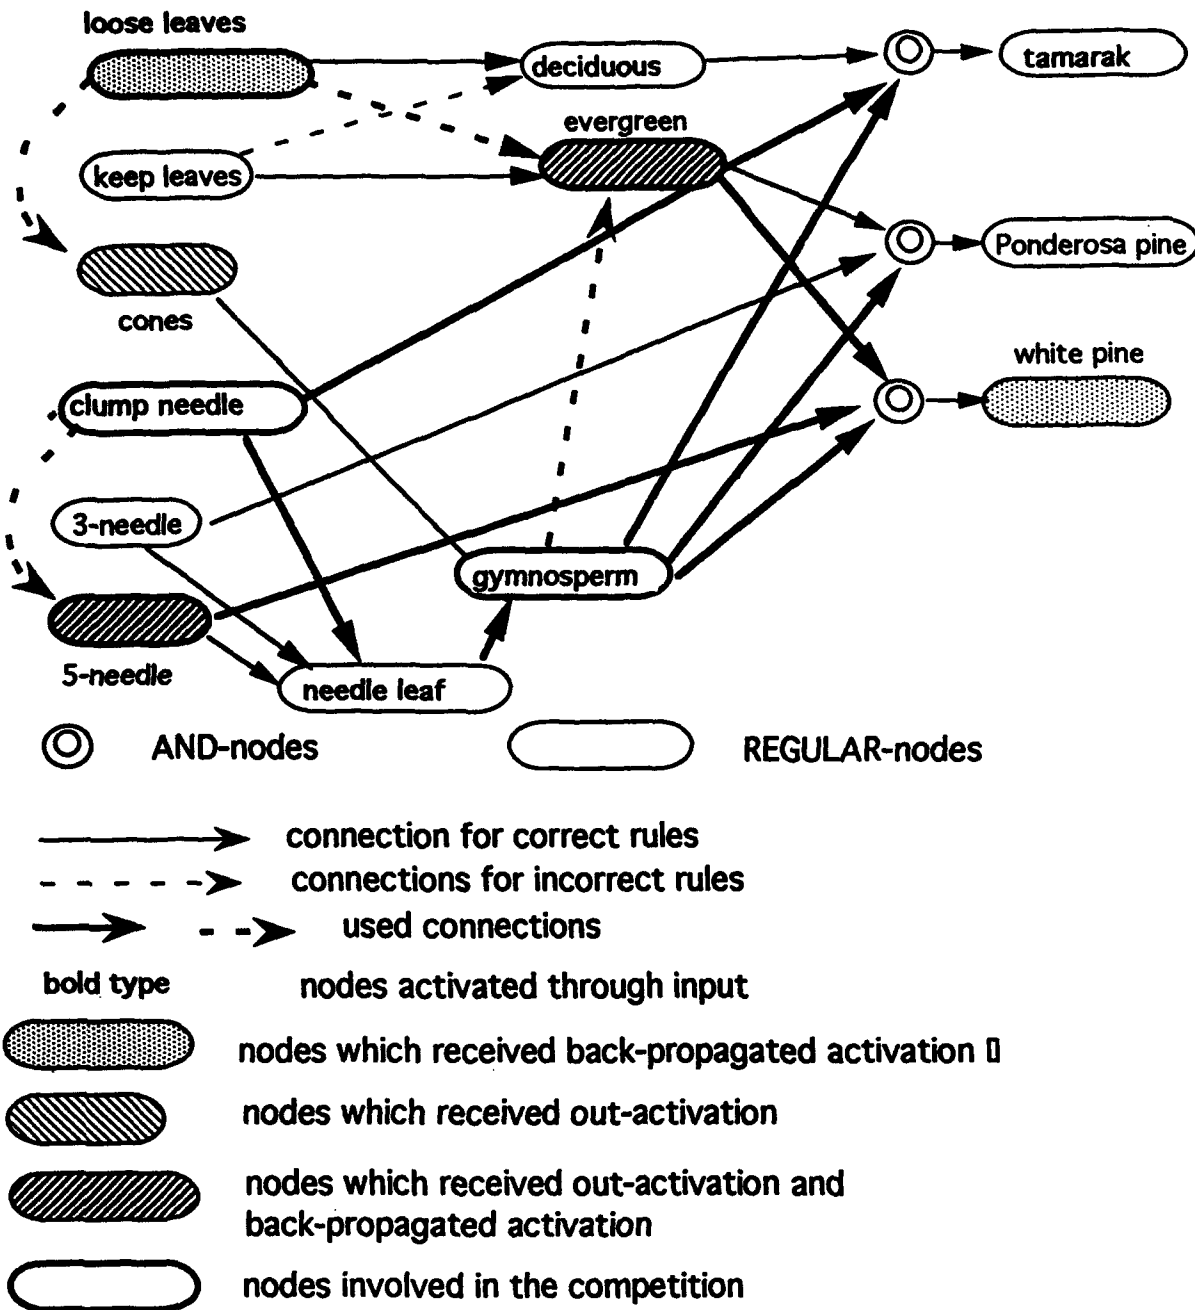 loose leaves
deciduous
tamarak
evergreen
keep leaves
Ponderosa pine
cones
white pine
clump needle
3-needle
gymnosperm
5-needle
needle leaf
AND-nodes
REGULAR-nodes
connection for correct rules
connections for incorrect rules
used connections
bold type
nodes activated through input
nodes which received back-propagated activation
nodes which received out-activation
nodes which received out-activation and
back-propagated activation
nodes involved in the competition